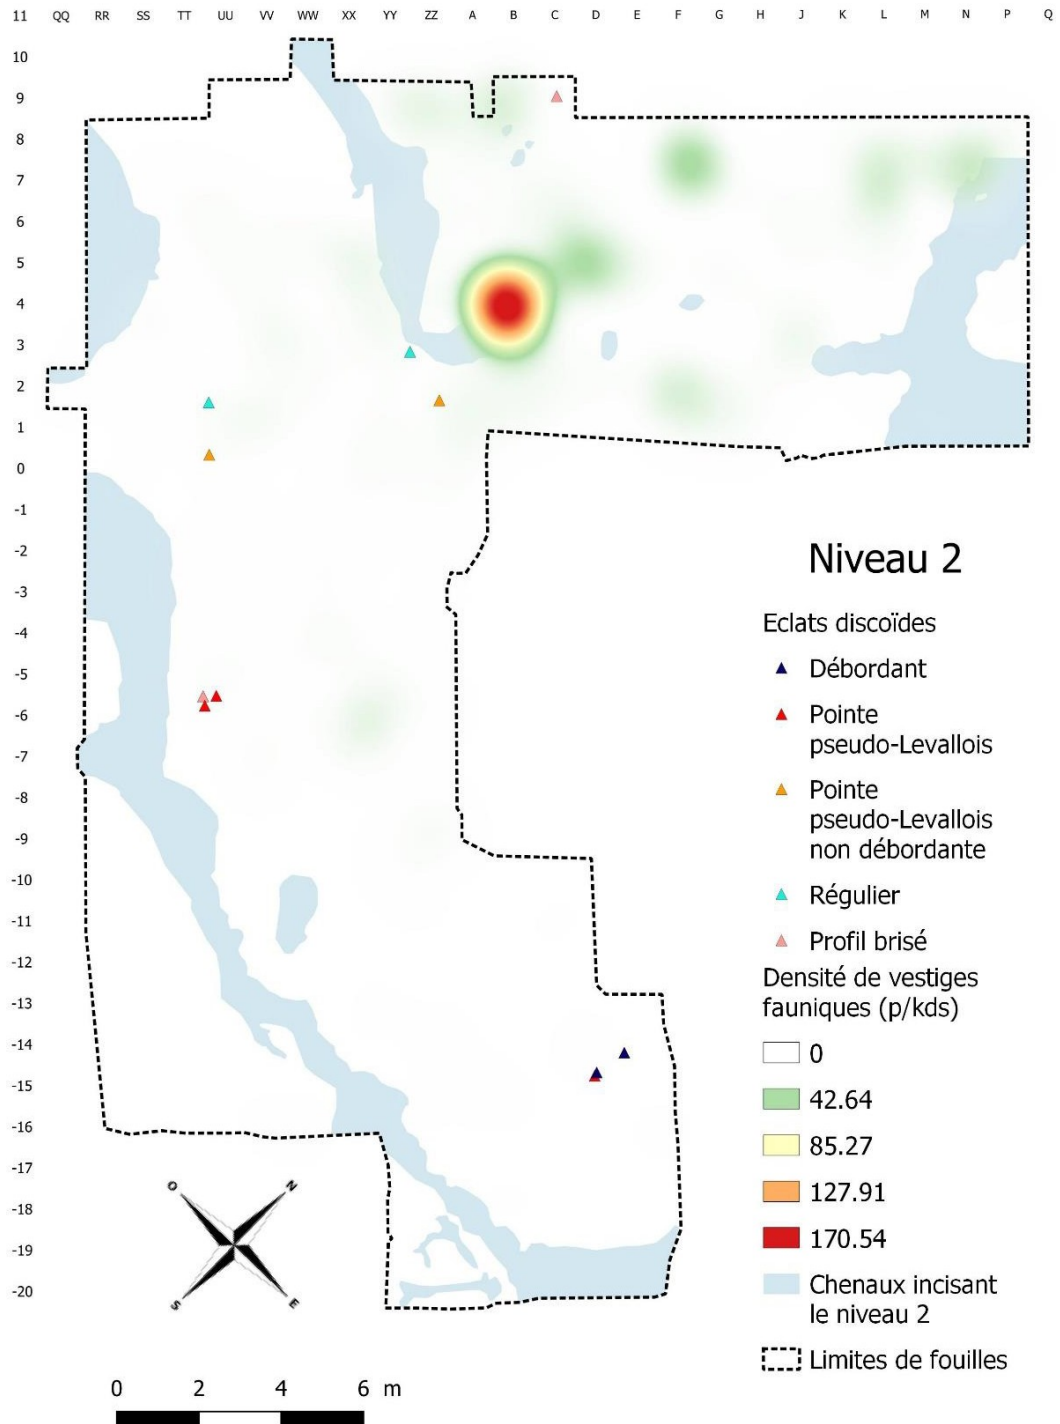 11 QQ RR SS TT UU VV WW XX YY ZZ A B C D E F G H J K L M N P Q
10
9
8
7
6
5
4
3
2
1
0
-1
-2
-3
-4
-5
-6
-7
-8
-9
-10
-11
-12
-13
-14
-15
-16
-17
-18
-19
-20
Niveau 2
Eclats discoïdes
Débordant
Pointe
pseudo-Levallois
Pointe
pseudo-Levallois
non débordante
Régulier
Profil brisé
Densité de vestiges
fauniques (p/kds)
0
42.64
85.27
127.91
170.54
Chenaux incisant
le niveau 2
Limites de fouilles
O N
S E
0 2 4 6 m